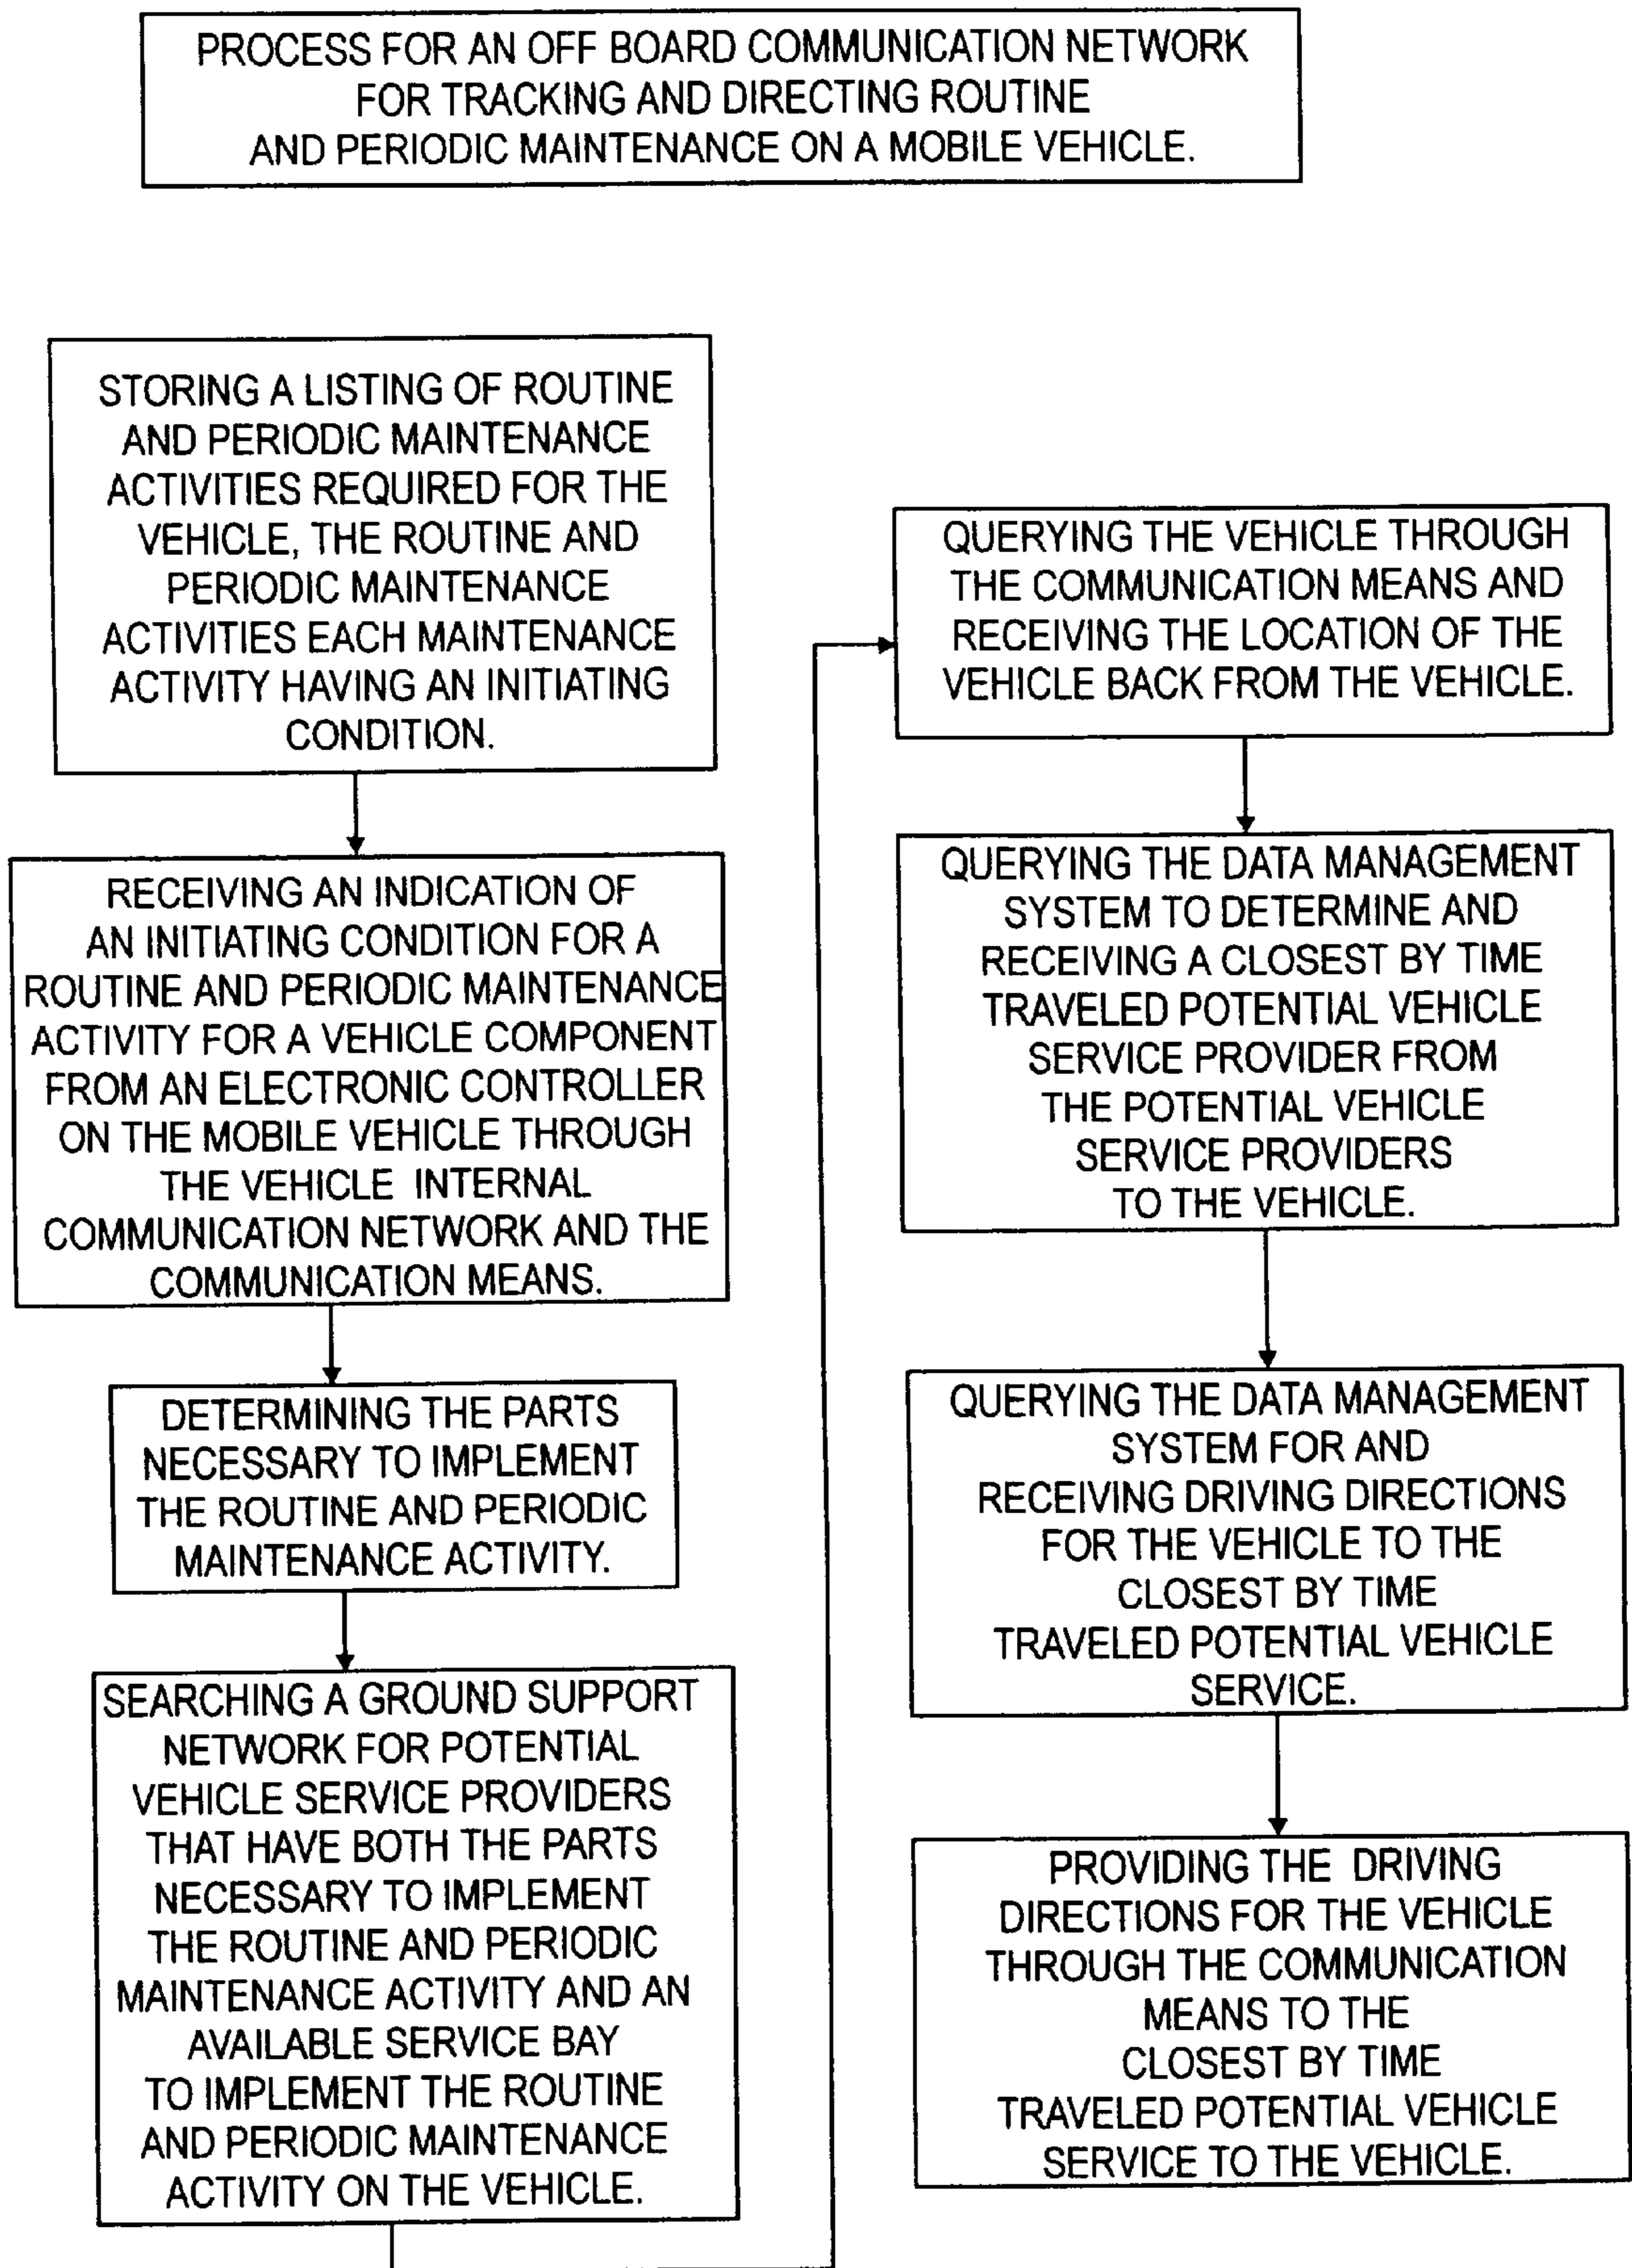 PROCESS FOR AN OFF BOARD COMMUNICATION NETWORK
FOR TRACKING AND DIRECTING ROUTINE
AND PERIODIC MAINTENANCE ON A MOBILE VEHICLE.
STORING A LISTING OF ROUTINE
AND PERIODIC MAINTENANCE
ACTIVITIES REQUIRED FOR THE
VEHICLE, THE ROUTINE AND
PERIODIC MAINTENANCE
ACTIVITIES EACH MAINTENANCE
ACTIVITY HAVING AN INITIATING
CONDITION.
RECEIVING AN INDICATION OF
AN INITIATING CONDITION FOR A
ROUTINE AND PERIODIC MAINTENANCE
ACTIVITY FOR A VEHICLE COMPONENT
FROM AN ELECTRONIC CONTROLLER
ON THE MOBILE VEHICLE THROUGH
THE VEHICLE INTERNAL
COMMUNICATION NETWORK AND THE
COMMUNICATION MEANS.
DETERMINING THE PARTS
NECESSARY TO IMPLEMENT
THE ROUTINE AND PERIODIC
MAINTENANCE ACTIVITY.
SEARCHING A GROUND SUPPORT
NETWORK FOR POTENTIAL
VEHICLE SERVICE PROVIDERS
THAT HAVE BOTH THE PARTS
NECESSARY TO IMPLEMENT
THE ROUTINE AND PERIODIC
MAINTENANCE ACTIVITY AND AN
AVAILABLE SERVICE BAY
TO IMPLEMENT THE ROUTINE
AND PERIODIC MAINTENANCE
ACTIVITY ON THE VEHICLE.
QUERYING THE VEHICLE THROUGH
THE COMMUNICATION MEANS AND
RECEIVING THE LOCATION OF THE
VEHICLE BACK FROM THE VEHICLE.
QUERYING THE DATA MANAGEMENT
SYSTEM TO DETERMINE AND
RECEIVING A CLOSEST BY TIME
TRAVELED POTENTIAL VEHICLE
SERVICE PROVIDER FROM
THE POTENTIAL VEHICLE
SERVICE PROVIDERS
TO THE VEHICLE.
QUERYING THE DATA MANAGEMENT
SYSTEM FOR AND
RECEIVING DRIVING DIRECTIONS
FOR THE VEHICLE TO THE
CLOSEST BY TIME
TRAVELED POTENTIAL VEHICLE
SERVICE.
PROVIDING THE DRIVING
DIRECTIONS FOR THE VEHICLE
THROUGH THE COMMUNICATION
MEANS TO THE
CLOSEST BY TIME
TRAVELED POTENTIAL VEHICLE
SERVICE TO THE VEHICLE.